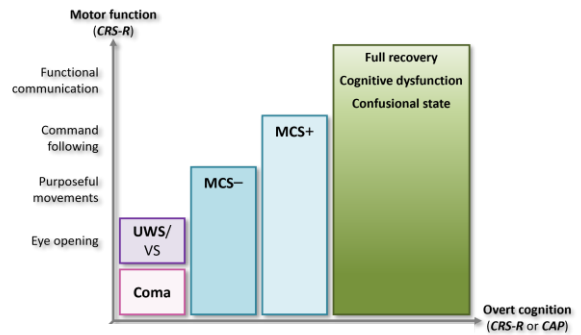 Motor function
(CRS-R)
Functional
communication
Command
following
Purposeful
movements
Eye opening
Full recovery
Cognitive dysfunction
Confusional state
MCS+
MCS–
UWS/
VS
Coma
Overt cognition
(CRS-R or CAP)